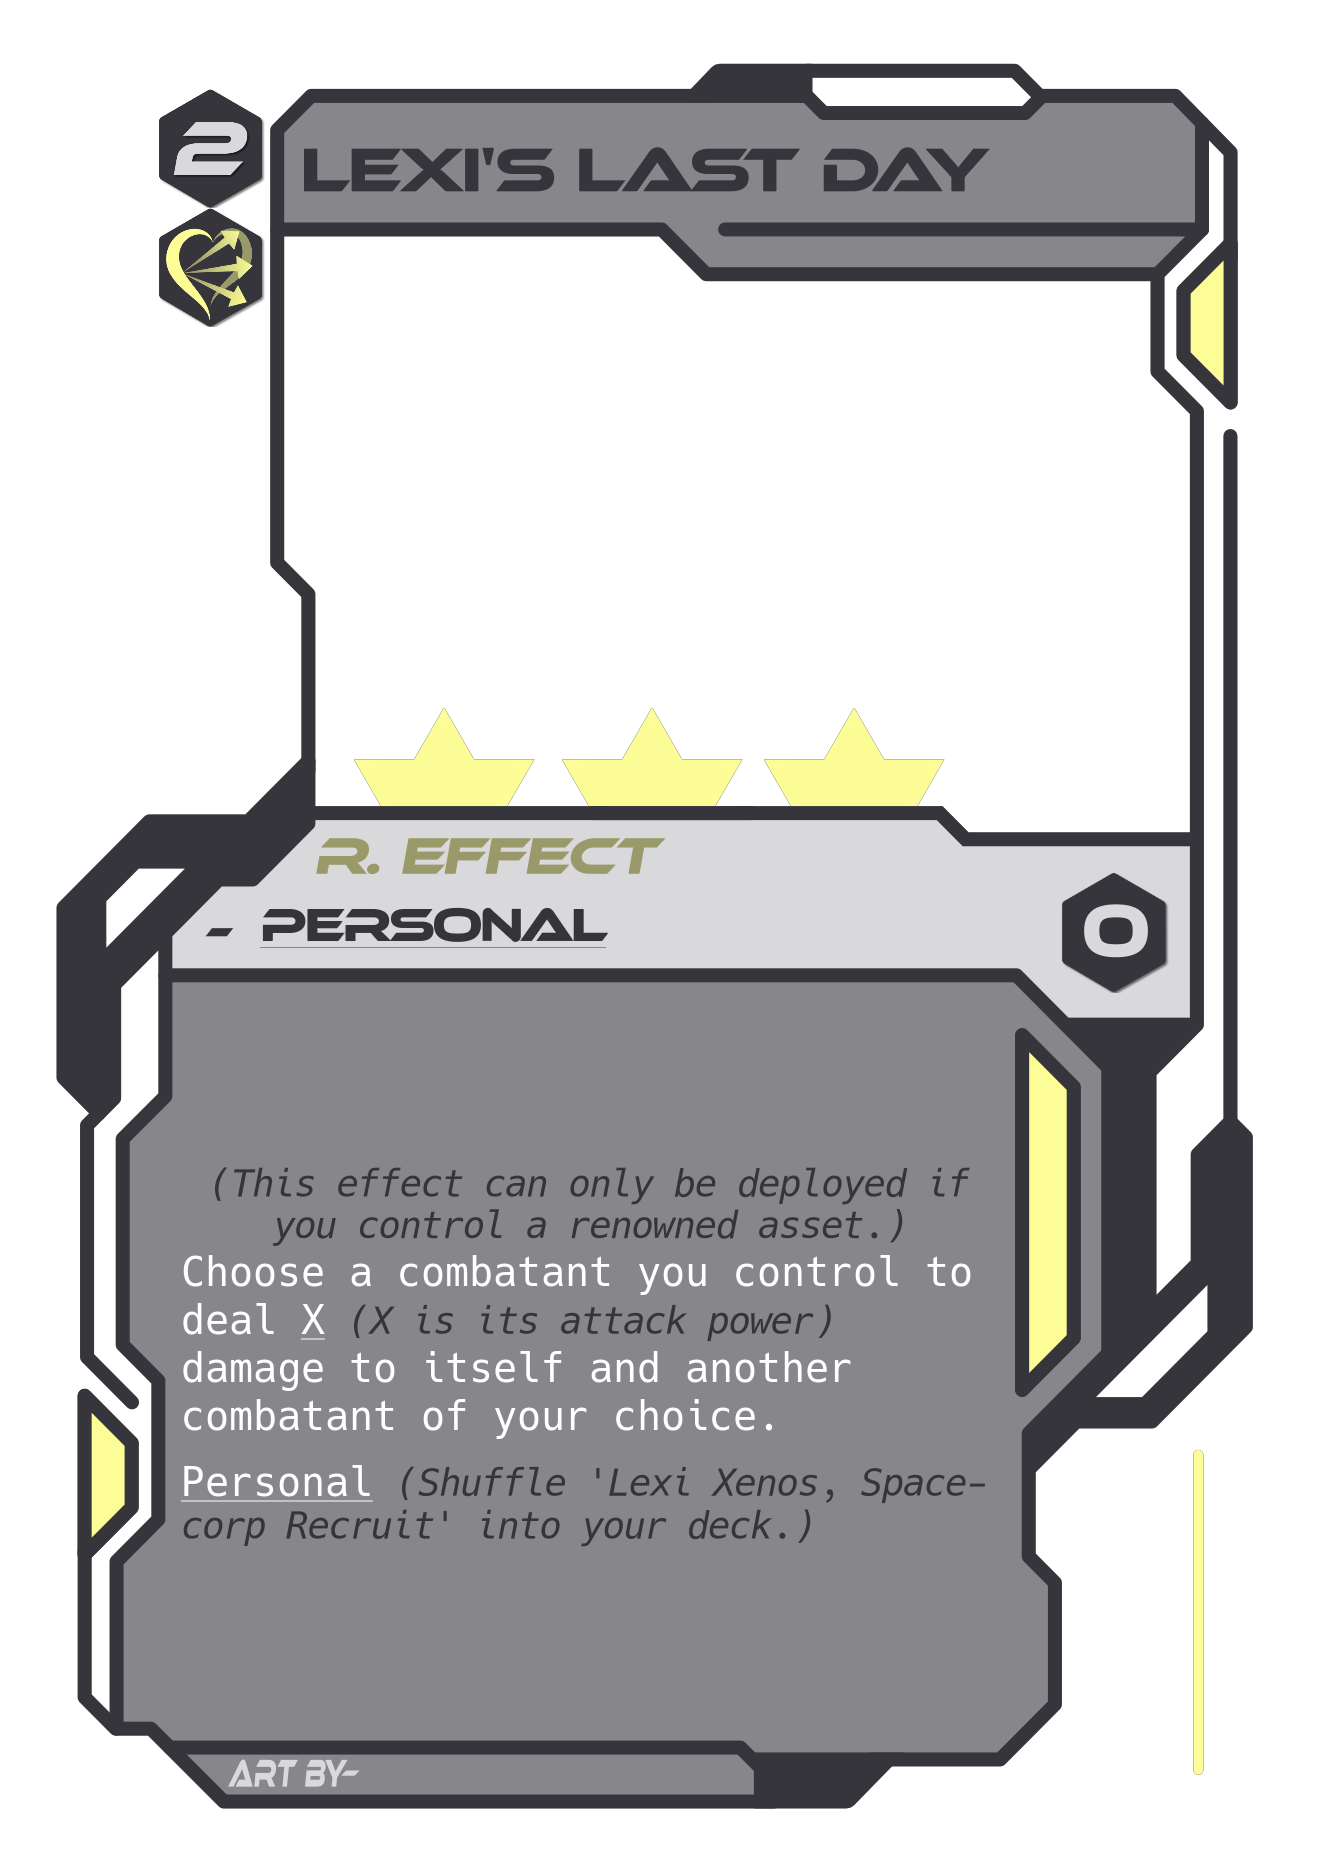 2
LEXI'S LAST DAY
R. EFFECT
- PERSONAL
0
(This effect can only be deployed if
you control a renowned asset.)
Choose a combatant you control to
deal X (X is its attack power)
damage to itself and another
combatant of your choice.
Personal (Shuffle 'Lexi Xenos, Space-
corp Recruit' into your deck.)
ART BY-